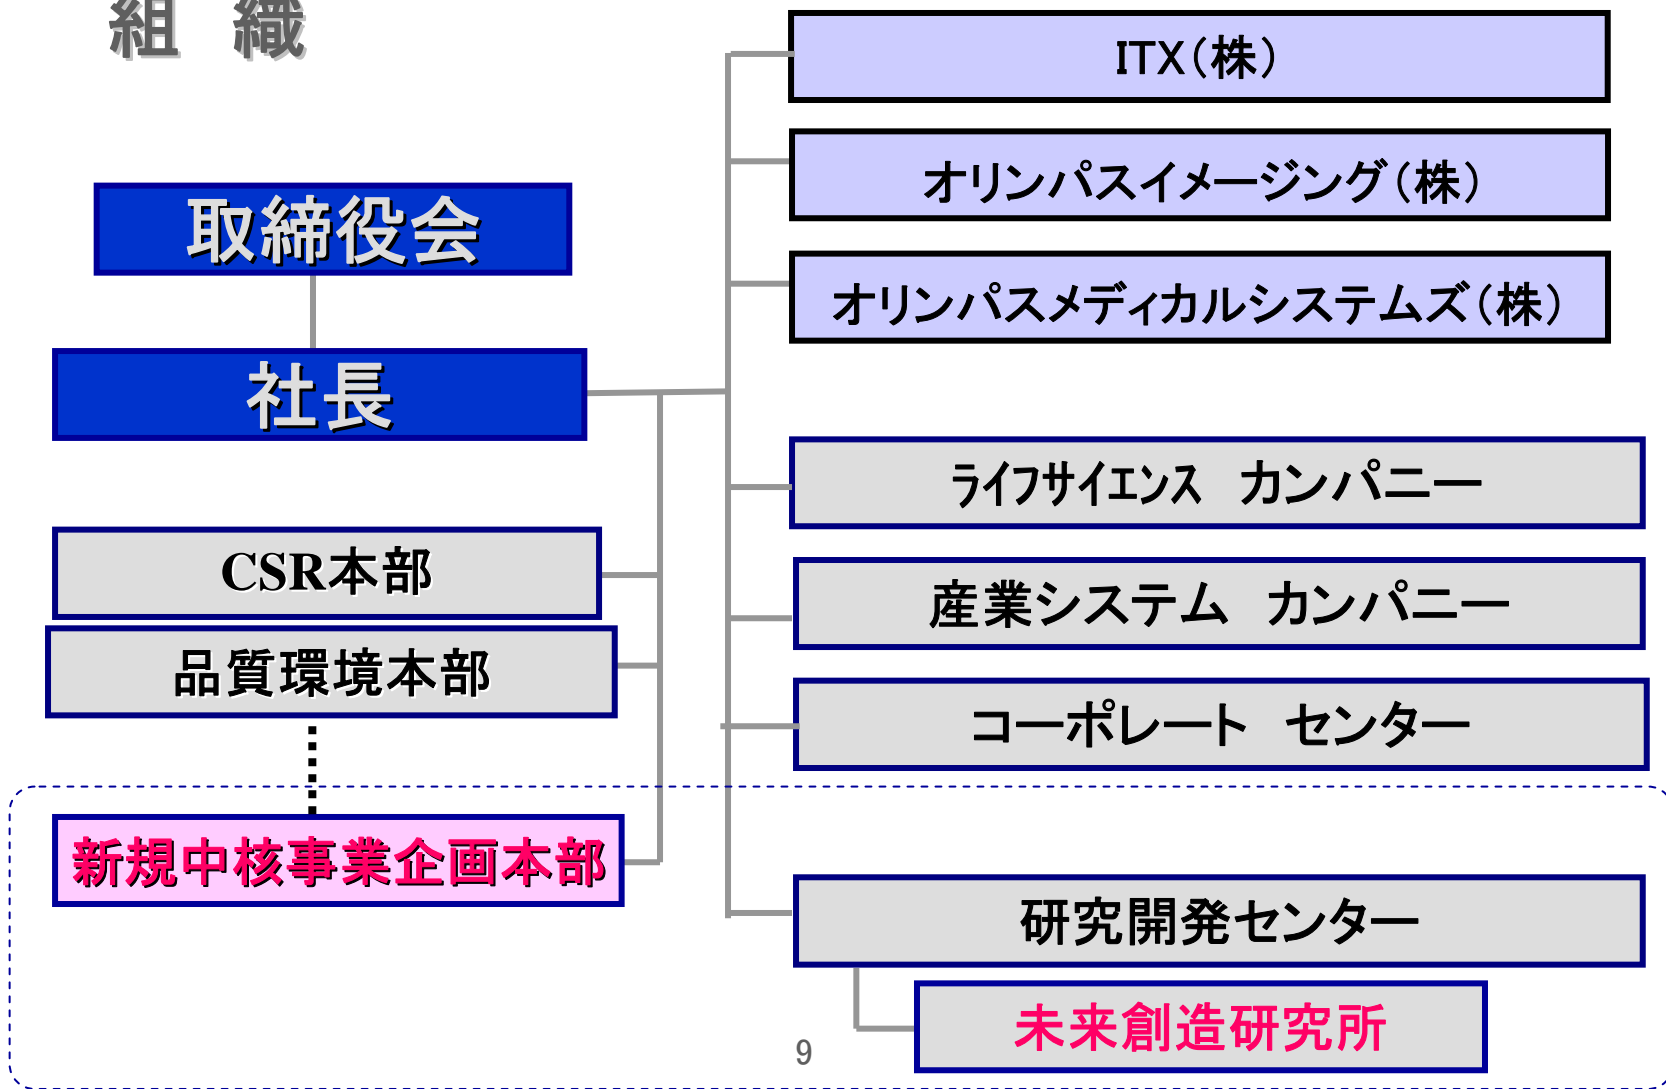 組　織
取締役会
社長
CSR本部
品質環境本部
新規中核事業企画本部
ITX（株）
オリンパスイメージング（株）
オリンパスメディカルシステムズ（株）
ライフサイエンス　カンパニー
産業システム　カンパニー
コーポレート　センター
研究開発センター
未来創造研究所
9